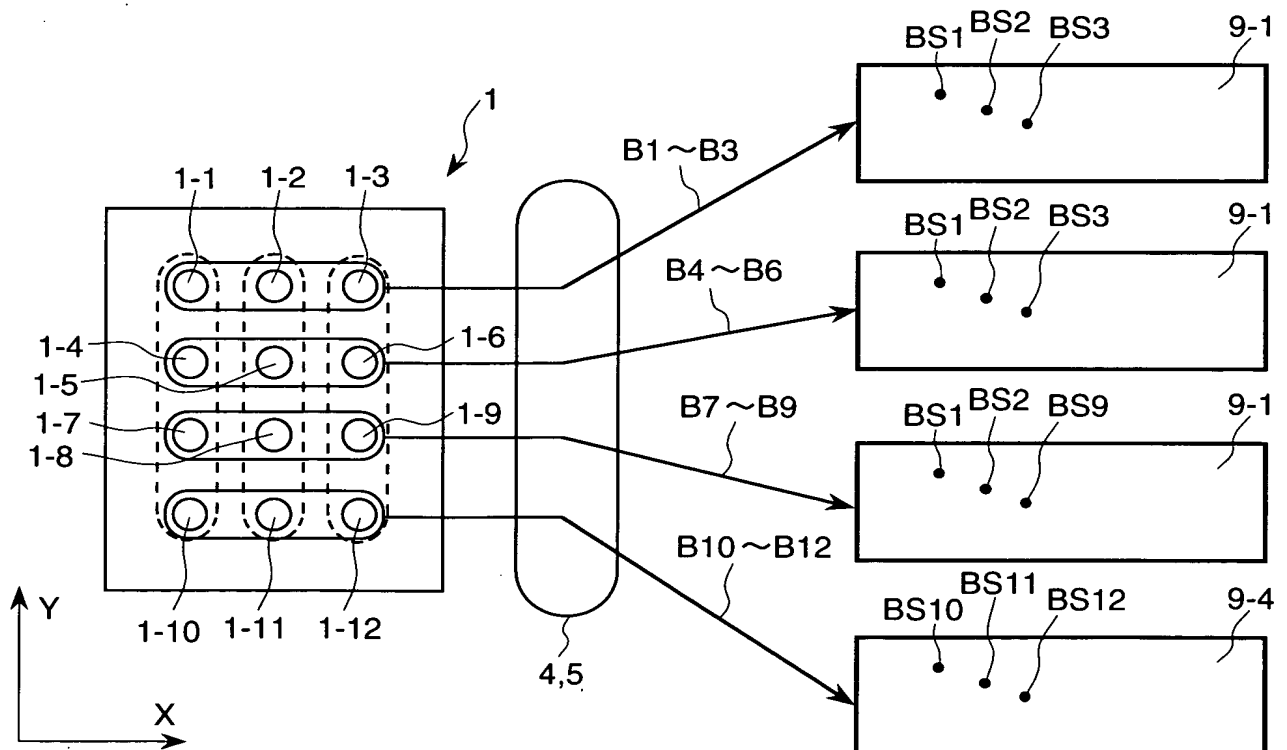 BS1 BS2 BS3 9-1
1
B1～B3
1-1 1-2 1-3
BS1 BS2 BS3 9-1
B4～B6
1-4 1-5 1-6
BS1 BS2 BS9 9-1
B7～B9
1-7 1-8 1-9
B10～B12
BS10 BS11 BS12 9-4
1-10 1-11 1-12
4,5
Y
X